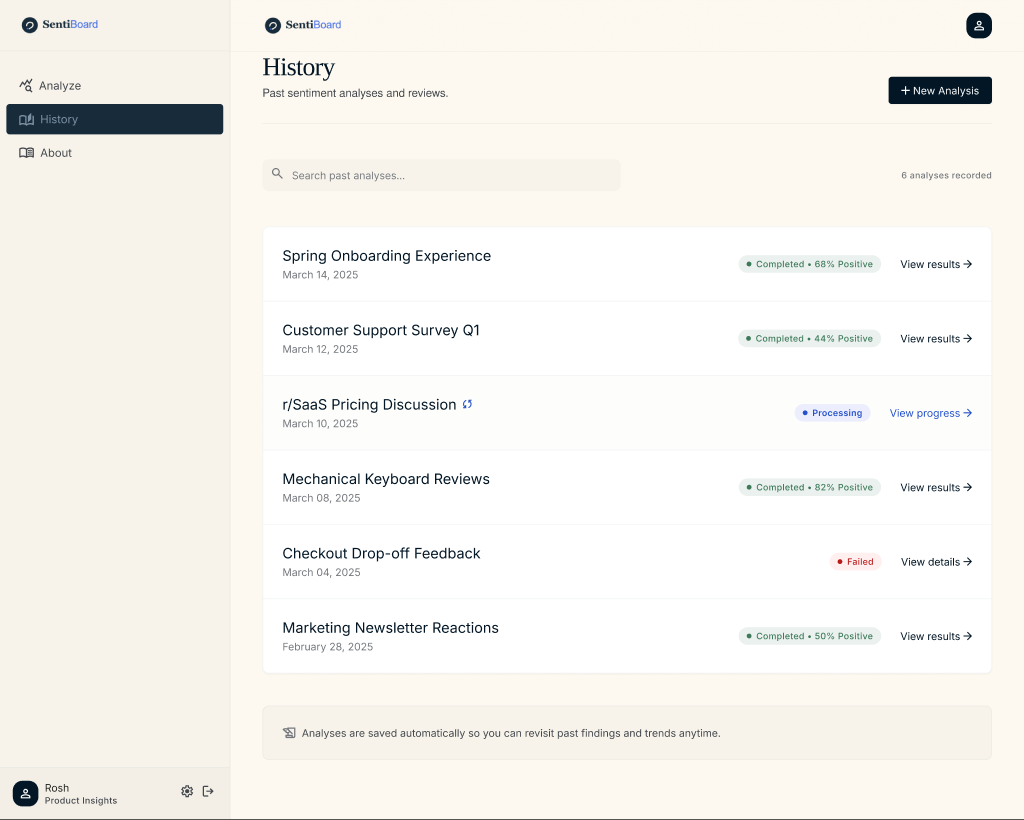 SentiBoard
SentiBoard
Analyze
History
About
History
Past sentiment analyses and reviews.
+ New Analysis
Search past analyses...
6 analyses recorded
Spring Onboarding Experience
March 14, 2025
Completed • 68% Positive
View results →
Customer Support Survey Q1
March 12, 2025
Completed • 44% Positive
View results →
r/SaaS Pricing Discussion
March 10, 2025
Processing
View progress →
Mechanical Keyboard Reviews
March 08, 2025
Completed • 82% Positive
View results →
Checkout Drop-off Feedback
March 04, 2025
Failed
View details →
Marketing Newsletter Reactions
February 28, 2025
Completed • 50% Positive
View results →
Analyses are saved automatically so you can revisit past findings and trends anytime.
Rosh
Product Insights